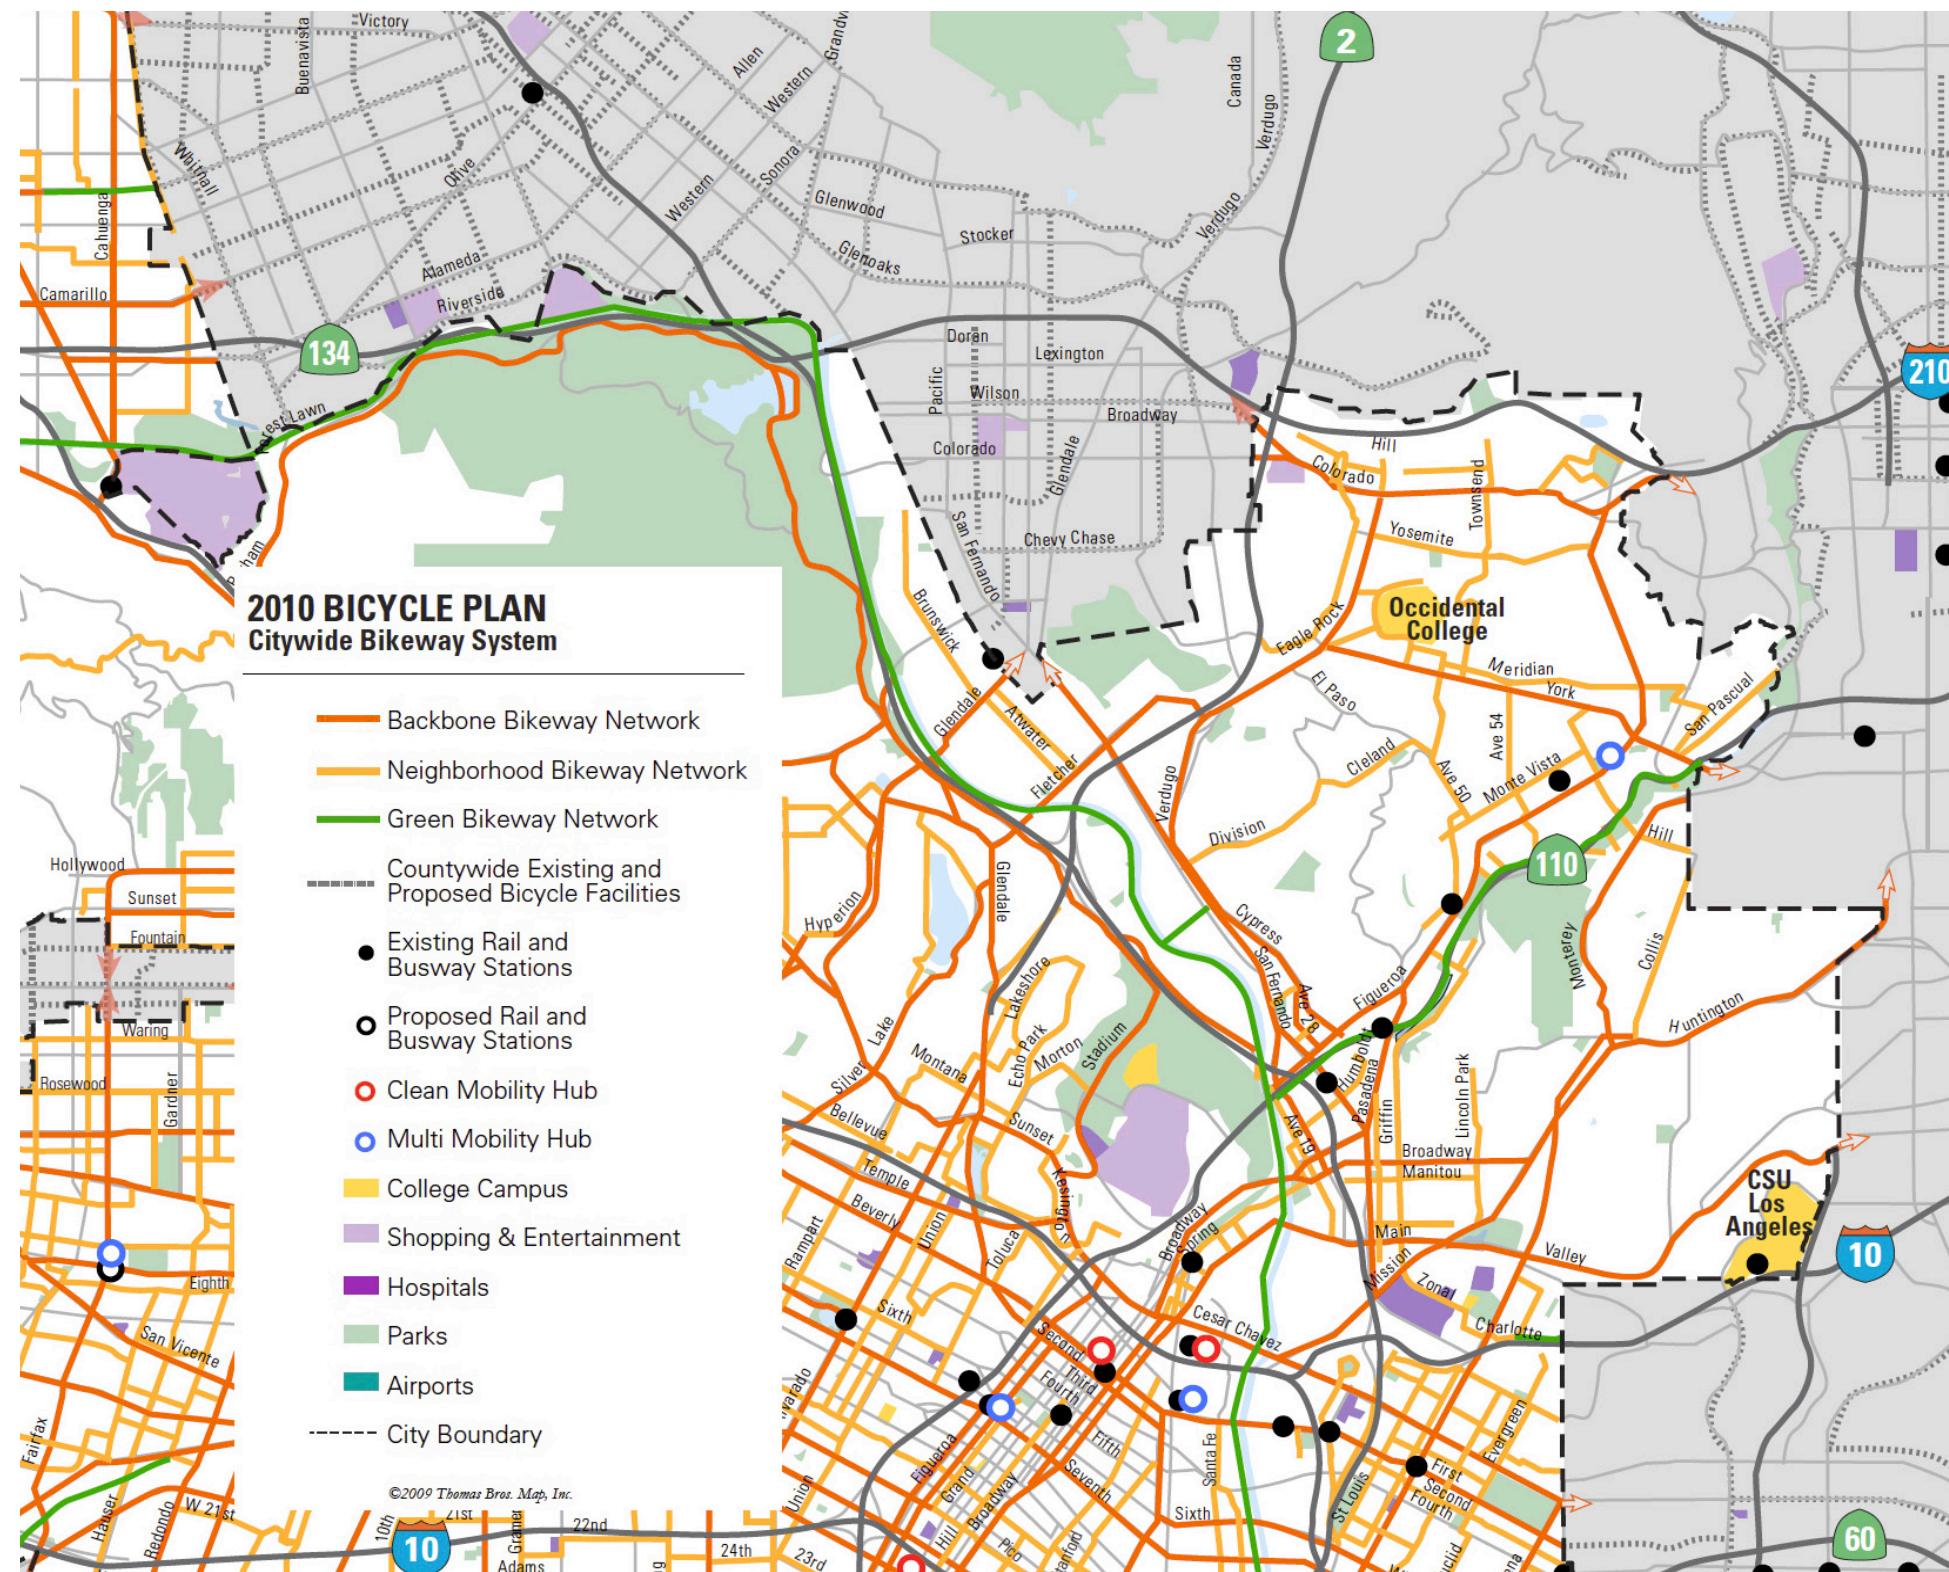 Victory
Buenavista
Allen
Western
Canada
Verdugo
2
Whitnall
Olive
Western
Sonora
Glenwood
Verdugo
Stocker
Glenoaks
Cahuenga
Alameda
Riverside
Camarillo
134
Doran
Lexington
Pacific
Wilson
Broadway
210
Forest Lawn
Colorado
Glendale
Hill
Colorado
Townsend
San Fernando
Chevy Chase
Yosemite
Brunswick
Eagle Rock
Occidental
College
2010 BICYCLE PLAN
Citywide Bikeway System
Meridian
York
El Paso
San Pascual
Glendale
Atwater
Ave 54
Fletcher
Cleland
Ave 50
Monte Vista
Verdugo
Division
Hill
110
Backbone Bikeway Network
Neighborhood Bikeway Network
Green Bikeway Network
Countywide Existing and
Proposed Bicycle Facilities
Existing Rail and
Busway Stations
Proposed Rail and
Busway Stations
Clean Mobility Hub
Multi Mobility Hub
College Campus
Shopping & Entertainment
Hospitals
Parks
Airports
City Boundary
©2009 Thomas Bros. Map, Inc.
Hollywood
Sunset
Fountain
Waring
Rosewood
Gardner
Eighth
San Vicente
Fairfax
Hauser
Redondo
W 21st
Hyperion
Glendale
Cypress
San Fernando
Ave 28
Figueroa
Monterey
Collis
Huntington
Lakeshore
Echo Park
Morton
Stadium
Silver
Lake
Montana
Bellevue
Sunset
Humboldt
Pasadena
Griffin
Lincoln Park
Ave 19
Broadway
Manitou
Temple
Beverly
Rampart
Union
Toluca
Broadway
Spring
Main
Mission
Valley
CSU
Los
Angeles
10
Zonal
Charlotte
Sixth
Second
Third
Fourth
Cesar Chavez
Figueroa
Grand
Broadway
Hill
Fifth
Seventh
Santa Fe
Sixth
St Louis
First
Second
Fourth
Evergreen
Union
Pico
10th
10
21st
22nd
Adams
24th
23rd
60